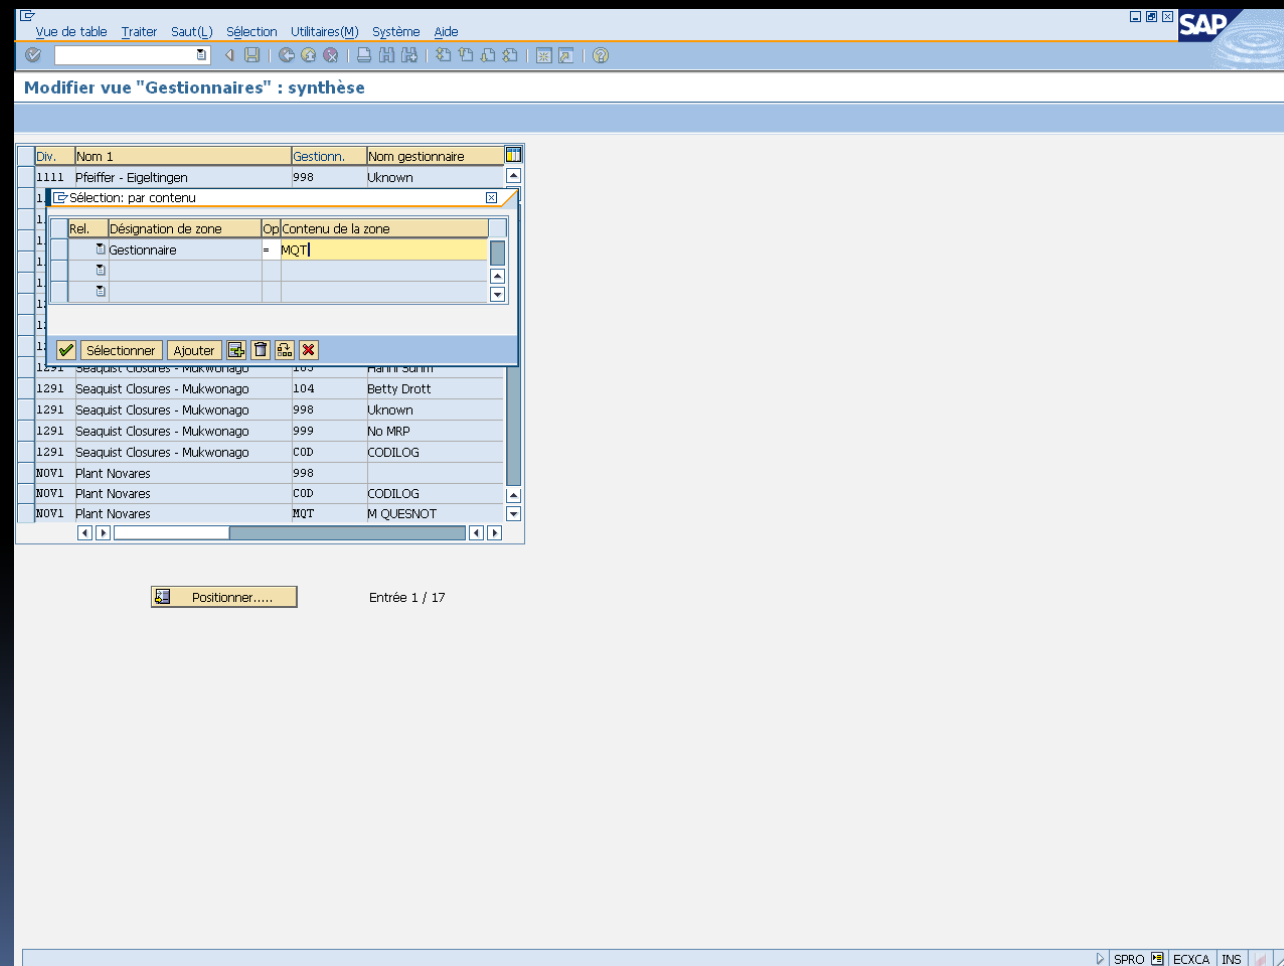 Vue de table Traiter Saut(L) Sélection Utilitaires(M) Système Aide
SAP
Modifier vue "Gestionnaires" : synthèse
Div. Nom 1 Gestionn. Nom gestionnaire
1111 Pfeiffer - Eigeltingen 998 Uknown
Sélection: par contenu
Rel. Désignation de zone Op Contenu de la zone
Gestionnaire = MQT
Sélectionner Ajouter
1291 Seaquist Closures - Mukwonago
1291 Seaquist Closures - Mukwonago 104 Betty Drott
1291 Seaquist Closures - Mukwonago 998 Uknown
1291 Seaquist Closures - Mukwonago 999 No MRP
1291 Seaquist Closures - Mukwonago COD CODILOG
NOV1 Plant Novares 998
NOV1 Plant Novares COD CODILOG
NOV1 Plant Novares MQT M QUESNOT
Positionner..... Entrée 1 / 17
SPRO ECXCA INS